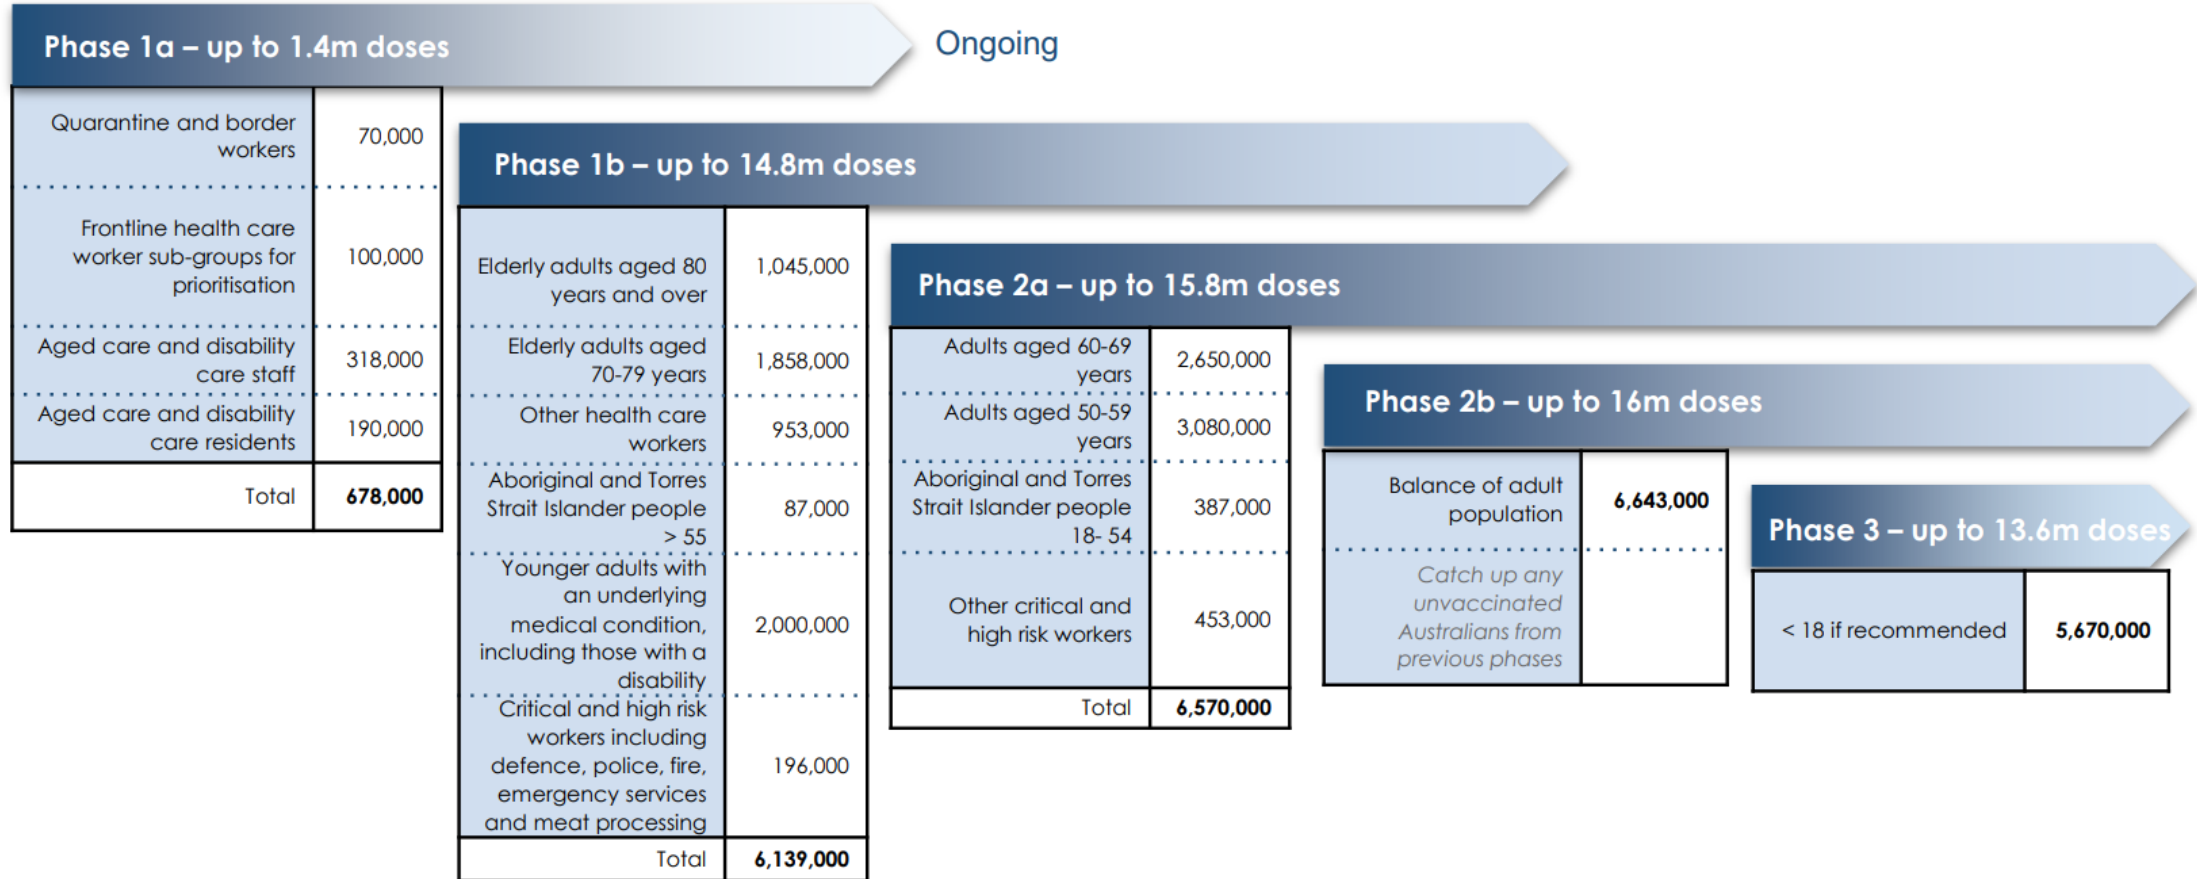 Phase 1a – up to 1.4m doses
Ongoing
Quarantine and border
workers
70,000
Frontline health care
worker sub-groups for
prioritisation
100,000
Aged care and disability
care staff
318,000
Aged care and disability
care residents
190,000
Total
678,000
Phase 1b – up to 14.8m doses
Elderly adults aged 80
years and over
1,045,000
Elderly adults aged
70-79 years
1,858,000
Other health care
workers
953,000
Aboriginal and Torres
Strait Islander people
> 55
87,000
Younger adults with
an underlying
medical condition,
including those with a
disability
2,000,000
Critical and high risk
workers including
defence, police, fire,
emergency services
and meat processing
196,000
Total
6,139,000
Phase 2a – up to 15.8m doses
Adults aged 60-69
years
2,650,000
Adults aged 50-59
years
3,080,000
Aboriginal and Torres
Strait Islander people
18- 54
387,000
Other critical and
high risk workers
453,000
Total
6,570,000
Phase 2b – up to 16m doses
Balance of adult
population
6,643,000
Catch up any
unvaccinated
Australians from
previous phases
Phase 3 – up to 13.6m doses
< 18 if recommended
5,670,000